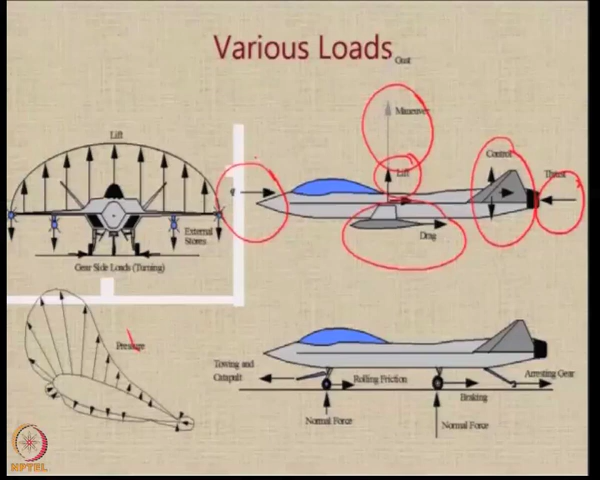 Various Loads
Gust
Maneuver
Lift
Control
Lift
Thrust
q
External
Stores
Drag
Gear Side Loads (Turning)
Pressure
Towing and
Catapult
Rolling Friction
Arresting Gear
Braking
Normal Force
Normal Force
NPTEL